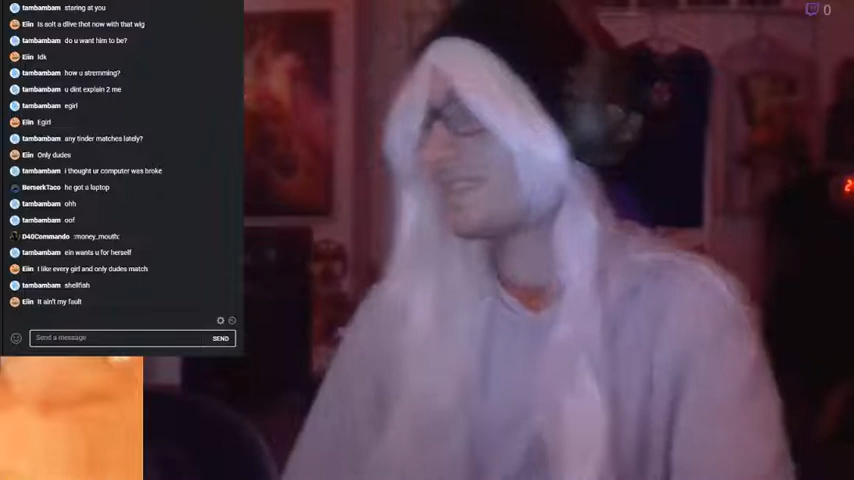 tambambam staring at you
Eiin Is solt a dlive thot now with that wig
tambambam do u want him to be?
Eiin Idk
tambambam how u stremming?
tambambam u dint explain 2 me
tambambam egirl
Eiin Egirl
tambambam any tinder matches lately?
Eiin Only dudes
tambambam i thought ur computer was broke
BerserkTaco he got a laptop
tambambam ohh
tambambam oof
D40Commando :money_mouth:
tambambam ein wants u for herself
Eiin I like every girl and only dudes match
tambambam shellfish
Eiin It ain't my fault
Send a message
SEND
0